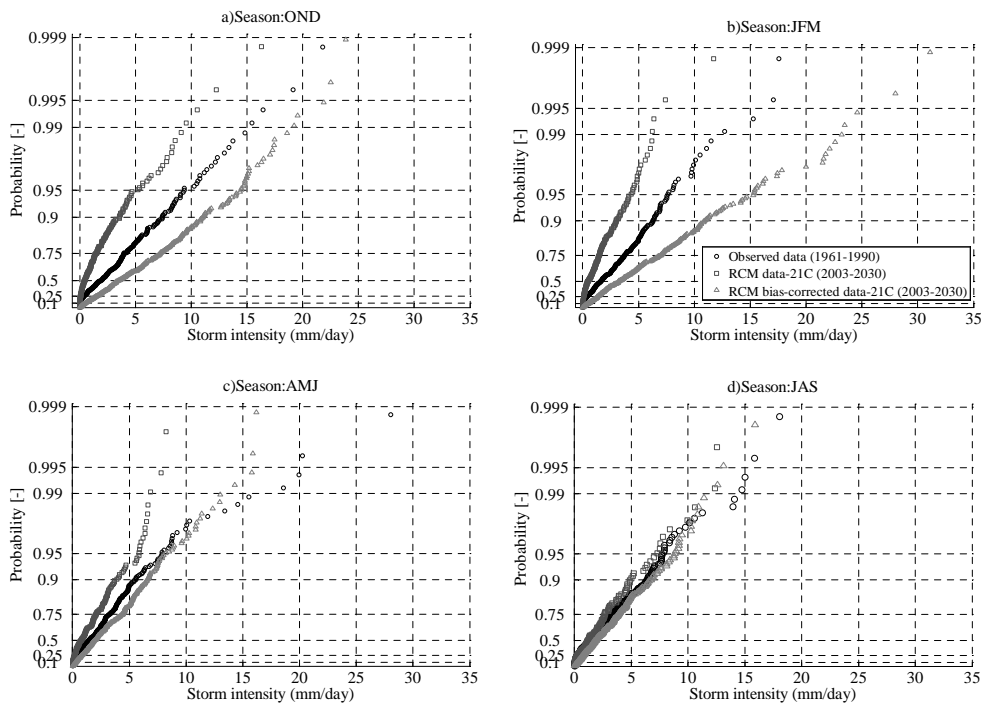 a)Season:OND
0.999
0.995
0.99
0.95
0.9
0.75
0.5
0.25
0.1
Probability [-]
0 5 10 15 20 25 30 35
Storm intensity (mm/day)
b)Season:JFM
0.999
0.995
0.99
0.95
0.9
0.75
0.5
0.25
0.1
Probability [-]
Observed data (1961-1990)
RCM data-21C (2003-2030)
RCM bias-corrected data-21C (2003-2030)
0 5 10 15 20 25 30 35
Storm intensity (mm/day)
c)Season:AMJ
0.999
0.995
0.99
0.95
0.9
0.75
0.5
0.25
0.1
Probability [-]
0 5 10 15 20 25 30 35
Storm intensity (mm/day)
d)Season:JAS
0.999
0.995
0.99
0.95
0.9
0.75
0.5
0.25
0.1
Probability [-]
0 5 10 15 20 25 30 35
Storm intensity (mm/day)